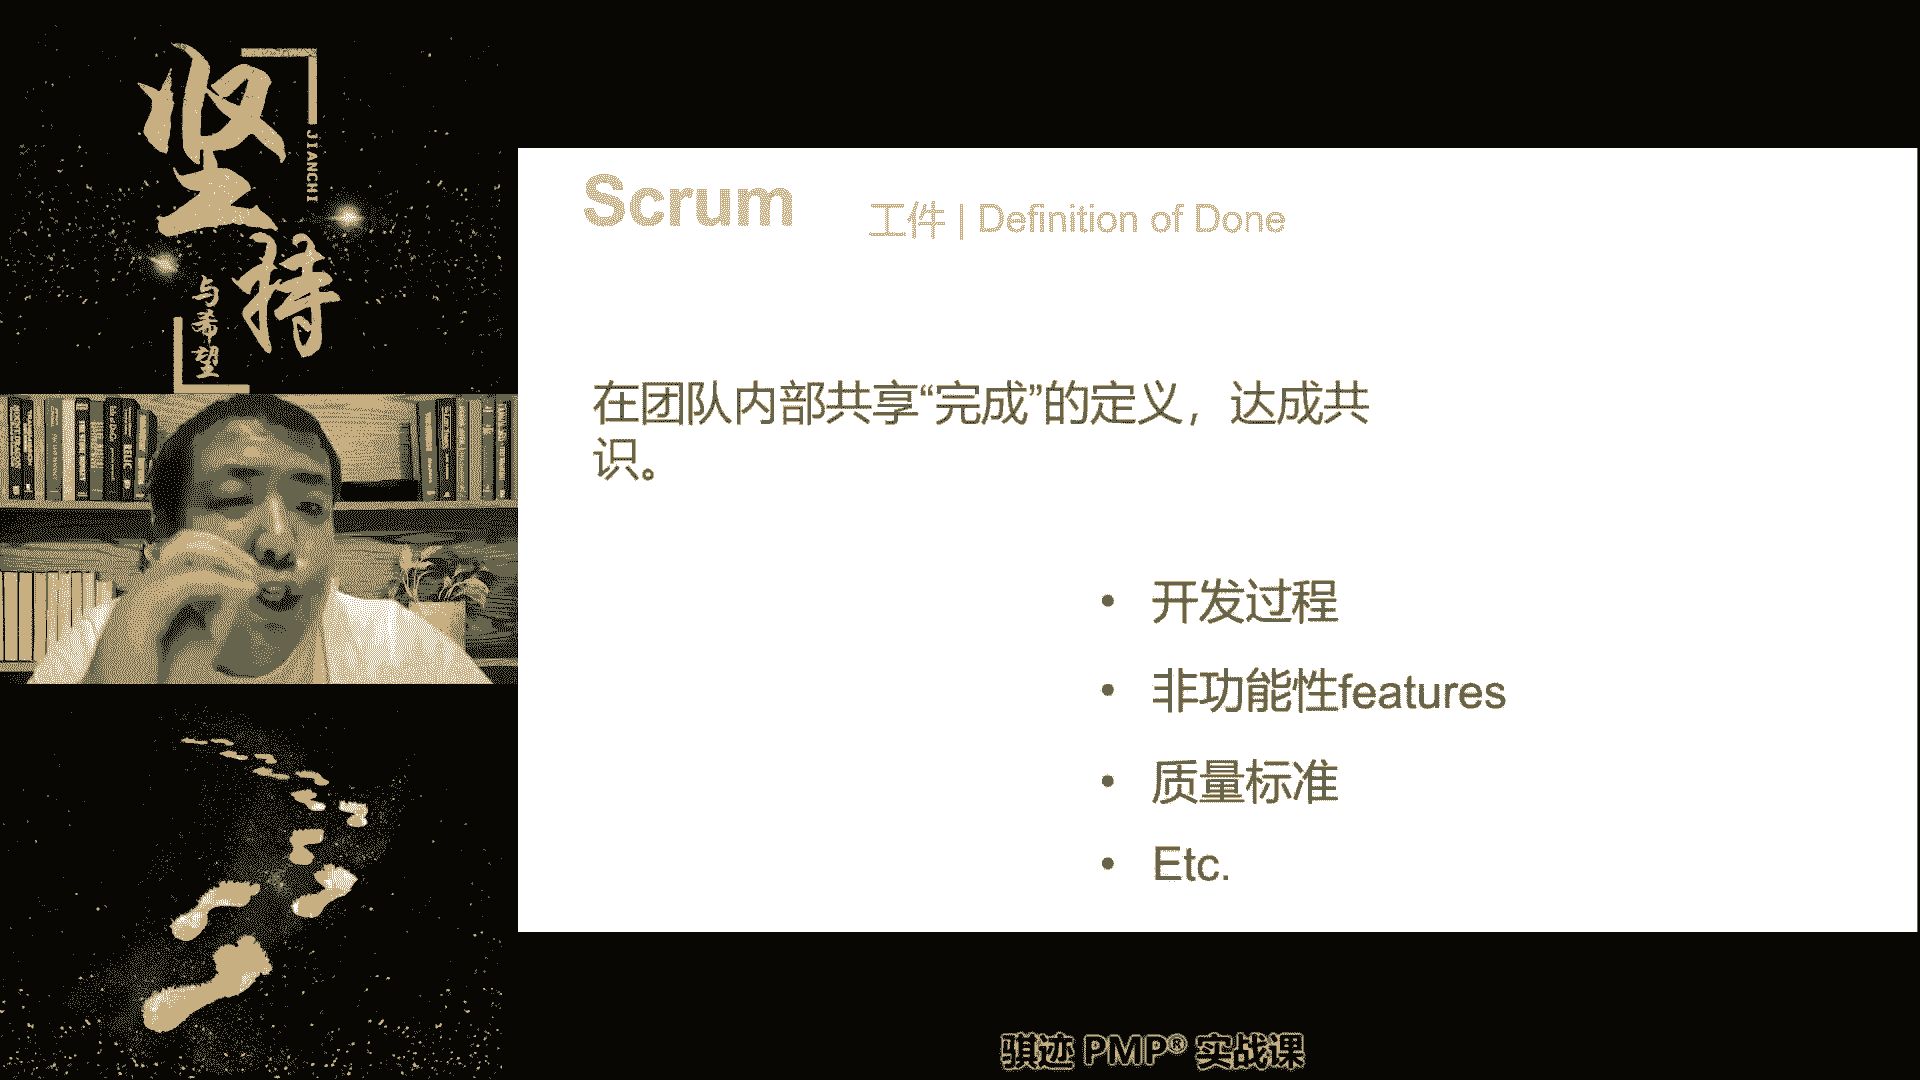 坚持
JIANCHI
与希望
Scrum
工件 | Definition of Done
在团队内部共享“完成”的定义，达成共
识。
• 开发过程
• 非功能性features
• 质量标准
• Etc.
骐迹 PMP® 实战课